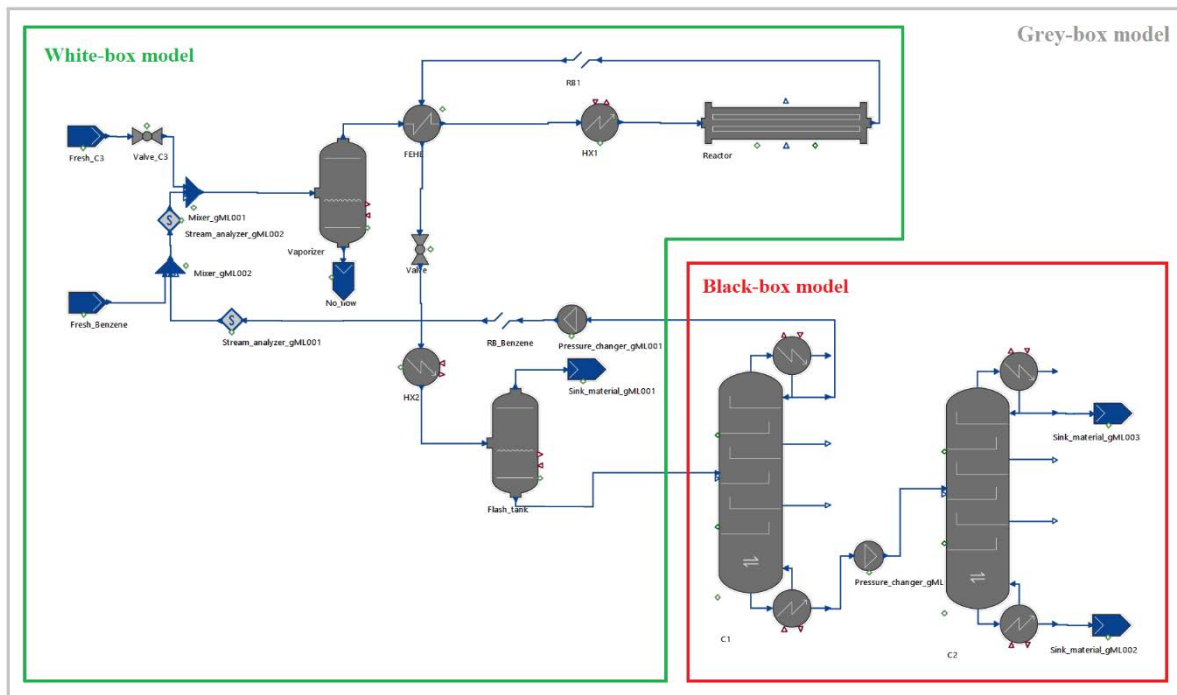 Grey-box model
White-box model
RB1
Fresh_C3
Valve_C3
FEHE
HX1
Reactor
Mixer_gML001
S
Stream_analyzer_gML002
Vaporizer
Mixer_gML002
Valve
No_flow
Black-box model
Fresh_Benzene
S
Stream_analyzer_gML001
RB_Benzene
Pressure_changer_gML001
HX2
Sink_material_gML001
Sink_material_gML003
Flash_tank
Pressure_changer_gML
C1
C2
Sink_material_gML002